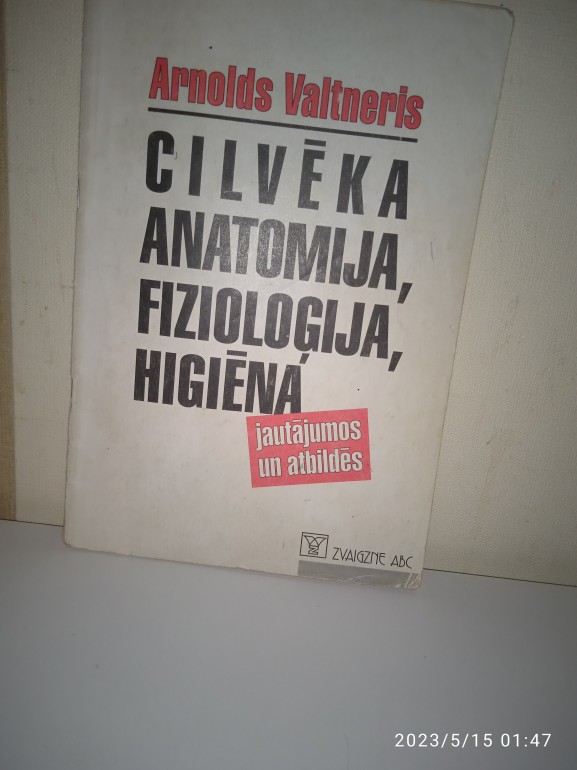 Arnolds Valtneris
CILVĒKA
ANATOMIJA,
FIZIOLOĢIJA,
HIGIĒNA
jautājumos
un atbildēs
ZVAIGZNE ABC
2023/5/15 01:47